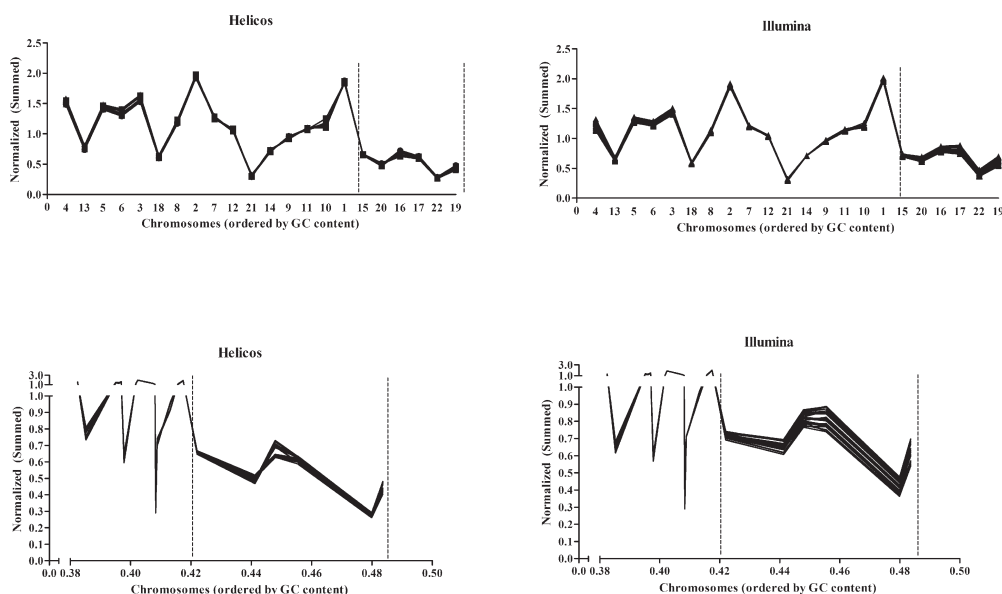 Helicos
2.5
2.0
1.5
1.0
0.5
0.0
Normalized (Summed)
0 4 13 5 6 3 18 8 2 7 12 21 14 9 11 10 1 15 20 16 17 22 19
Chromosomes (ordered by GC content)
Illumina
2.5
2.0
1.5
1.0
0.5
0.0
Normalized (Summed)
0 4 13 5 6 3 18 8 2 7 12 21 14 9 11 10 1 15 20 16 17 22 19
Chromosomes (ordered by GC content)
Helicos
3.0
1.0
1.0
0.9
0.8
0.7
0.6
0.5
0.4
0.3
0.2
0.1
0.0
Normalized (Summed)
0.0 0.38 0.40 0.42 0.44 0.46 0.48 0.50
Chromosomes (ordered by GC content)
Illumina
3.0
1.0
1.0
0.9
0.8
0.7
0.6
0.5
0.4
0.3
0.2
0.1
0.0
Normalized (Summed)
0.0 0.38 0.40 0.42 0.44 0.46 0.48 0.50
Chromosomes (ordered by GC content)